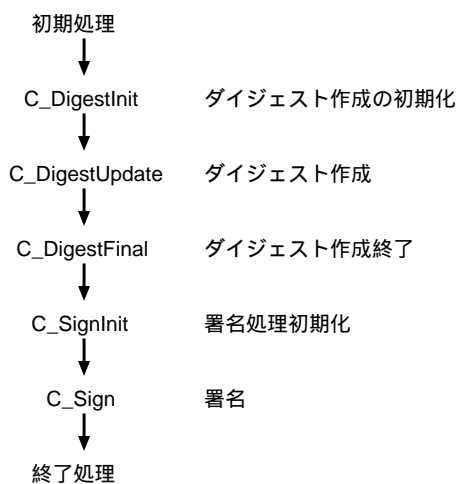 初期処理
C_DigestInit ダイジェスト作成の初期化
C_DigestUpdate ダイジェスト作成
C_DigestFinal ダイジェスト作成終了
C_SignInit 署名処理初期化
C_Sign 署名
終了処理